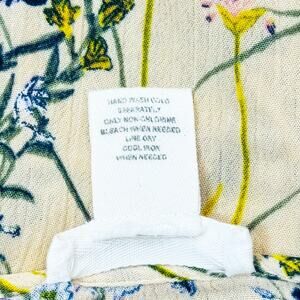 HAND WASH COLD
SEPARATELY
ONLY NON-CHLORINE
BLEACH WHEN NEEDED
LINE DRY
COOL IRON
WHEN NEEDED